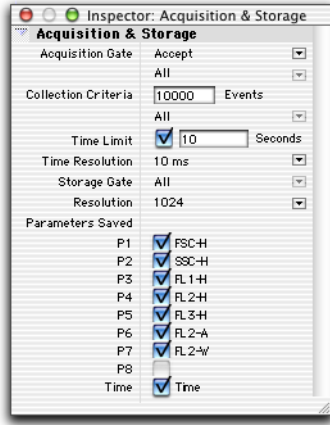 Inspector: Acquisition & Storage
Acquisition & Storage
Acquisition Gate Accept
All
Collection Criteria 10000 Events
All
Time Limit 10 Seconds
Time Resolution 10 ms
Storage Gate All
Resolution 1024
Parameters Saved
P1 FSC-H
P2 SSC-H
P3 FL1-H
P4 FL2-H
P5 FL3-H
P6 FL2-A
P7 FL2-W
P8
Time Time